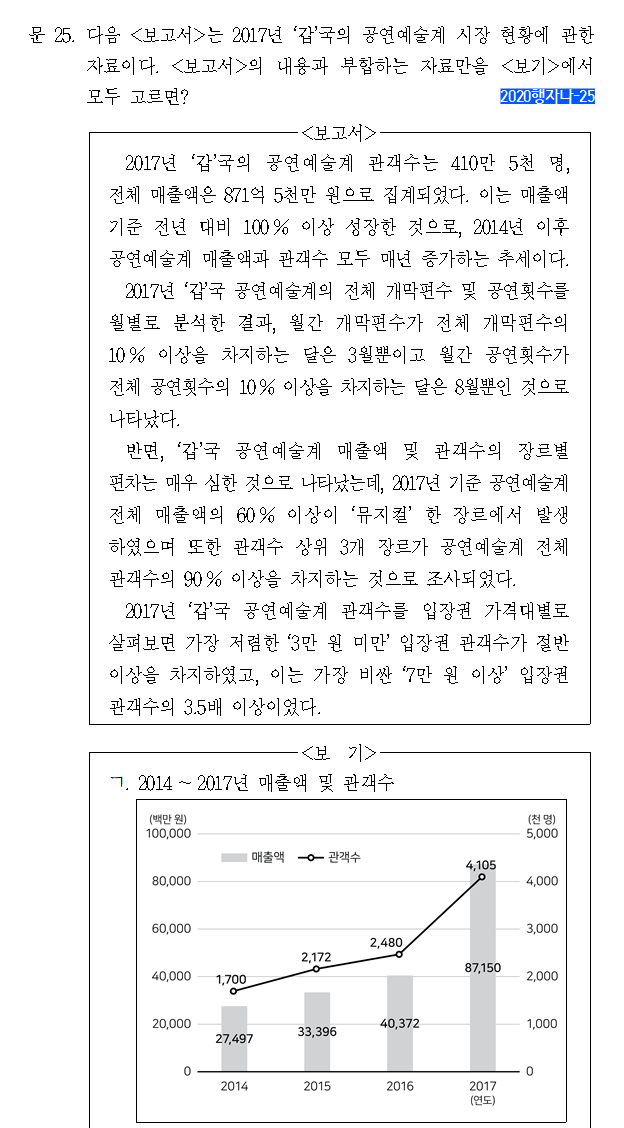 문 25. 다음 <보고서>는 2017년 ‘갑’국의 공연예술계 시장 현황에 관한
자료이다. <보고서>의 내용과 부합하는 자료만을 <보기>에서
모두 고르면?
2020행자나-25
<보고서>
2017년 ‘갑’국의 공연예술계 관객수는 410만 5천 명,
전체 매출액은 871억 5천만 원으로 집계되었다. 이는 매출액
기준 전년 대비 100% 이상 성장한 것으로, 2014년 이후
공연예술계 매출액과 관객수 모두 매년 증가하는 추세이다.
2017년 ‘갑’국 공연예술계의 전체 개막편수 및 공연횟수를
월별로 분석한 결과, 월간 개막편수가 전체 개막편수의
10% 이상을 차지하는 달은 3월뿐이고 월간 공연횟수가
전체 공연횟수의 10% 이상을 차지하는 달은 8월뿐인 것으로
나타났다.
반면, ‘갑’국 공연예술계 매출액 및 관객수의 장르별
편차는 매우 심한 것으로 나타났는데, 2017년 기준 공연예술계
전체 매출액의 60% 이상이 ‘뮤지컬’ 한 장르에서 발생
하였으며 또한 관객수 상위 3개 장르가 공연예술계 전체
관객수의 90% 이상을 차지하는 것으로 조사되었다.
2017년 ‘갑’국 공연예술계 관객수를 입장권 가격대별로
살펴보면 가장 저렴한 ‘3만 원 미만’ 입장권 관객수가 절반
이상을 차지하였고, 이는 가장 비싼 ‘7만 원 이상’ 입장권
관객수의 3.5배 이상이었다.
<보 기>
ㄱ. 2014 ~ 2017년 매출액 및 관객수
(백만 원) (천 명)
100,000 5,000
매출액 관객수
4,105
80,000 4,000
60,000 3,000
2,480
2,172
87,150
40,000 2,000
1,700
40,372
33,396
27,497
20,000 1,000
0 0
2014 2015 2016 2017
(연도)